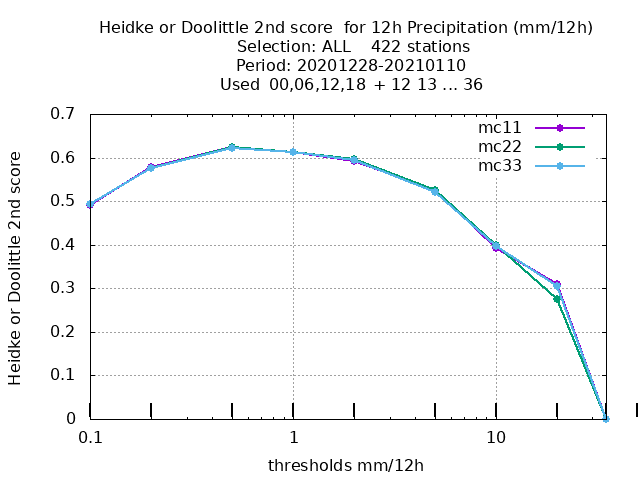 Heidke or Doolittle 2nd score  for 12h Precipitation (mm/12h)
Selection: ALL    422 stations
Period: 20201228-20210110
Used  00,06,12,18  + 12 13 ... 36
0.7
0.6
0.5
0.4
0.3
0.2
0.1
0
Heidke or Doolittle 2nd score
mc11
mc22
mc33
0.1
1
10
thresholds mm/12h